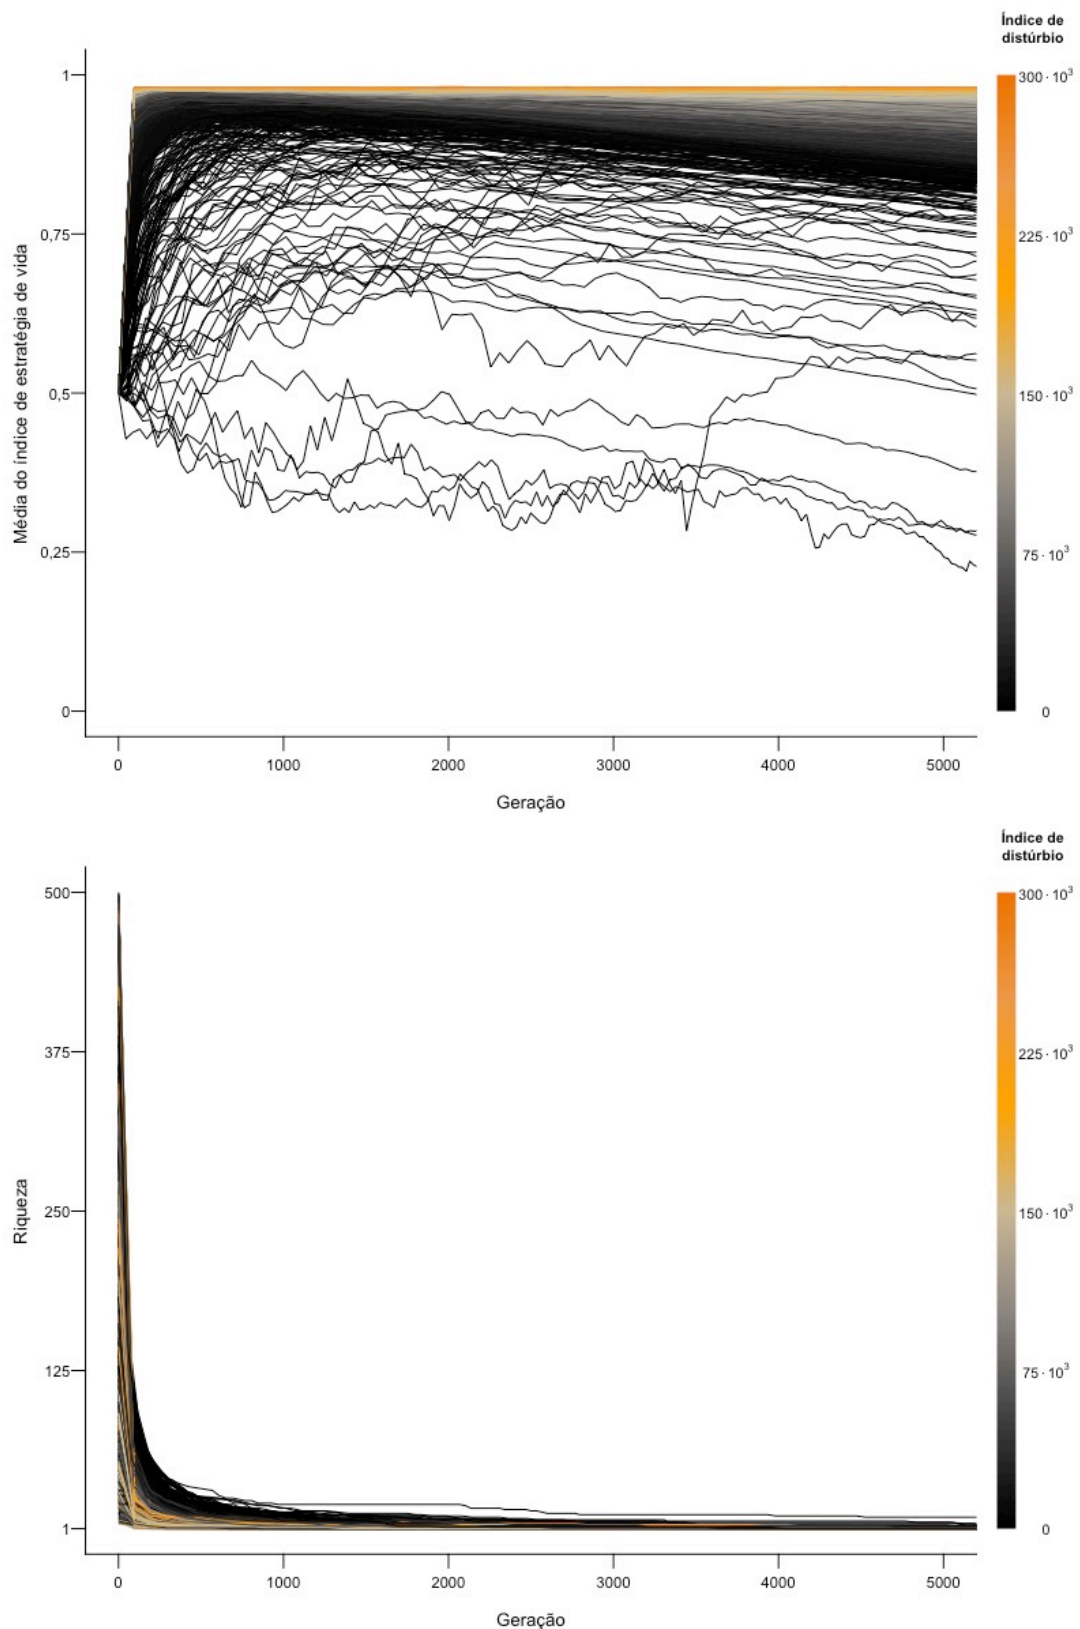 Índice de
distúrbio
1
0,75
0,5
0,25
0
Média do índice de estratégia de vida
300 · 10³
225 · 10³
150 · 10³
75 · 10³
0
0 1000 2000 3000 4000 5000
Geração
Índice de
distúrbio
500
375
250
125
1
Riqueza
300 · 10³
225 · 10³
150 · 10³
75 · 10³
0
0 1000 2000 3000 4000 5000
Geração